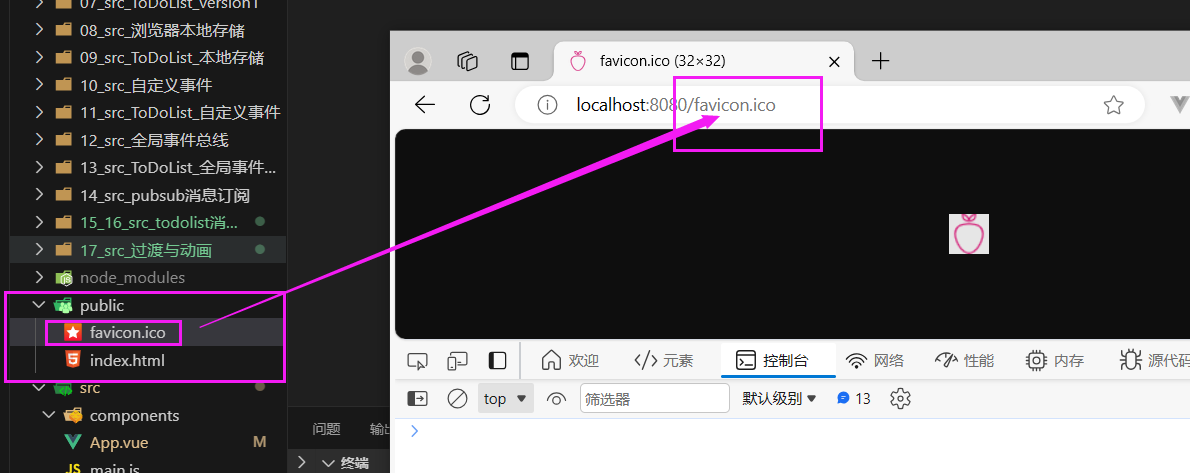 07_src_ToDoList_version1
08_src_浏览器本地存储
09_src_ToDoList_本地存储
10_src_自定义事件
11_src_ToDoList_自定义事件
12_src_全局事件总线
13_src_ToDoList_全局事件...
14_src_pubsub消息订阅
15_16_src_todolist消...
17_src_过渡与动画
node_modules
public
favicon.ico
index.html
src
components
App.vue M
main.js
favicon.ico (32×32)
localhost:8080/favicon.ico
欢迎 元素 控制台 网络 性能 内存 源代码
top 筛选器 默认级别 13
问题 输出
终端